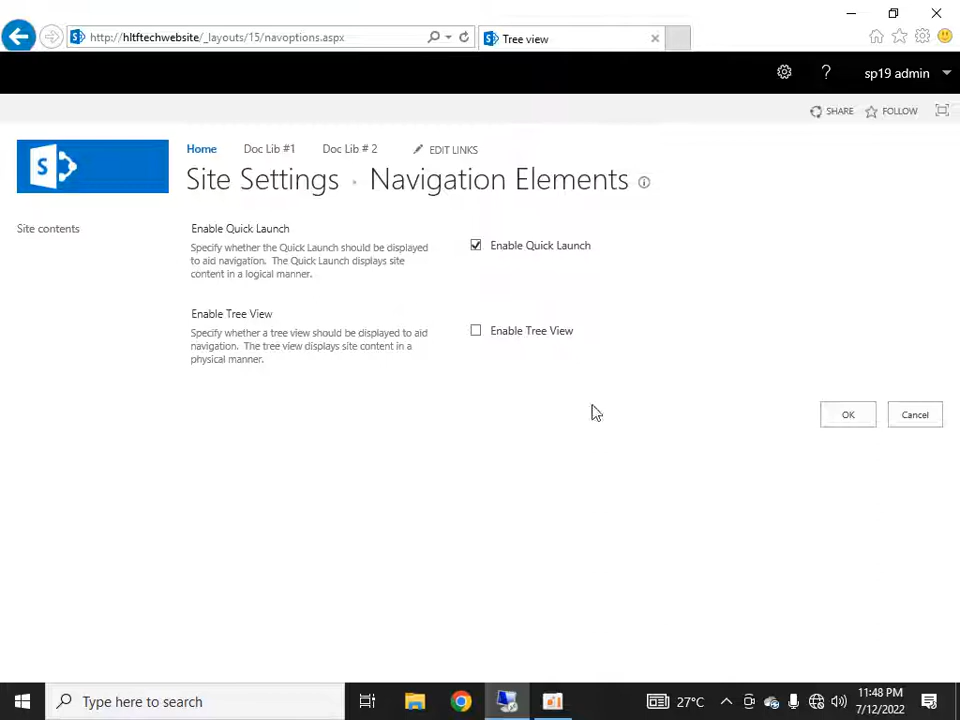 http://hltftechwebsite/_layouts/15/navoptions.aspx
Tree view
sp19 admin
SHARE
FOLLOW
Home
Doc Lib #1
Doc Lib # 2
EDIT LINKS
Site Settings · Navigation Elements
Site contents
Enable Quick Launch
Specify whether the Quick Launch should be displayed
to aid navigation. The Quick Launch displays site
content in a logical manner.
Enable Quick Launch
Enable Tree View
Specify whether a tree view should be displayed to aid
navigation. The tree view displays site content in a
physical manner.
Enable Tree View
OK
Cancel
Type here to search
27°C
11:48 PM
7/12/2022